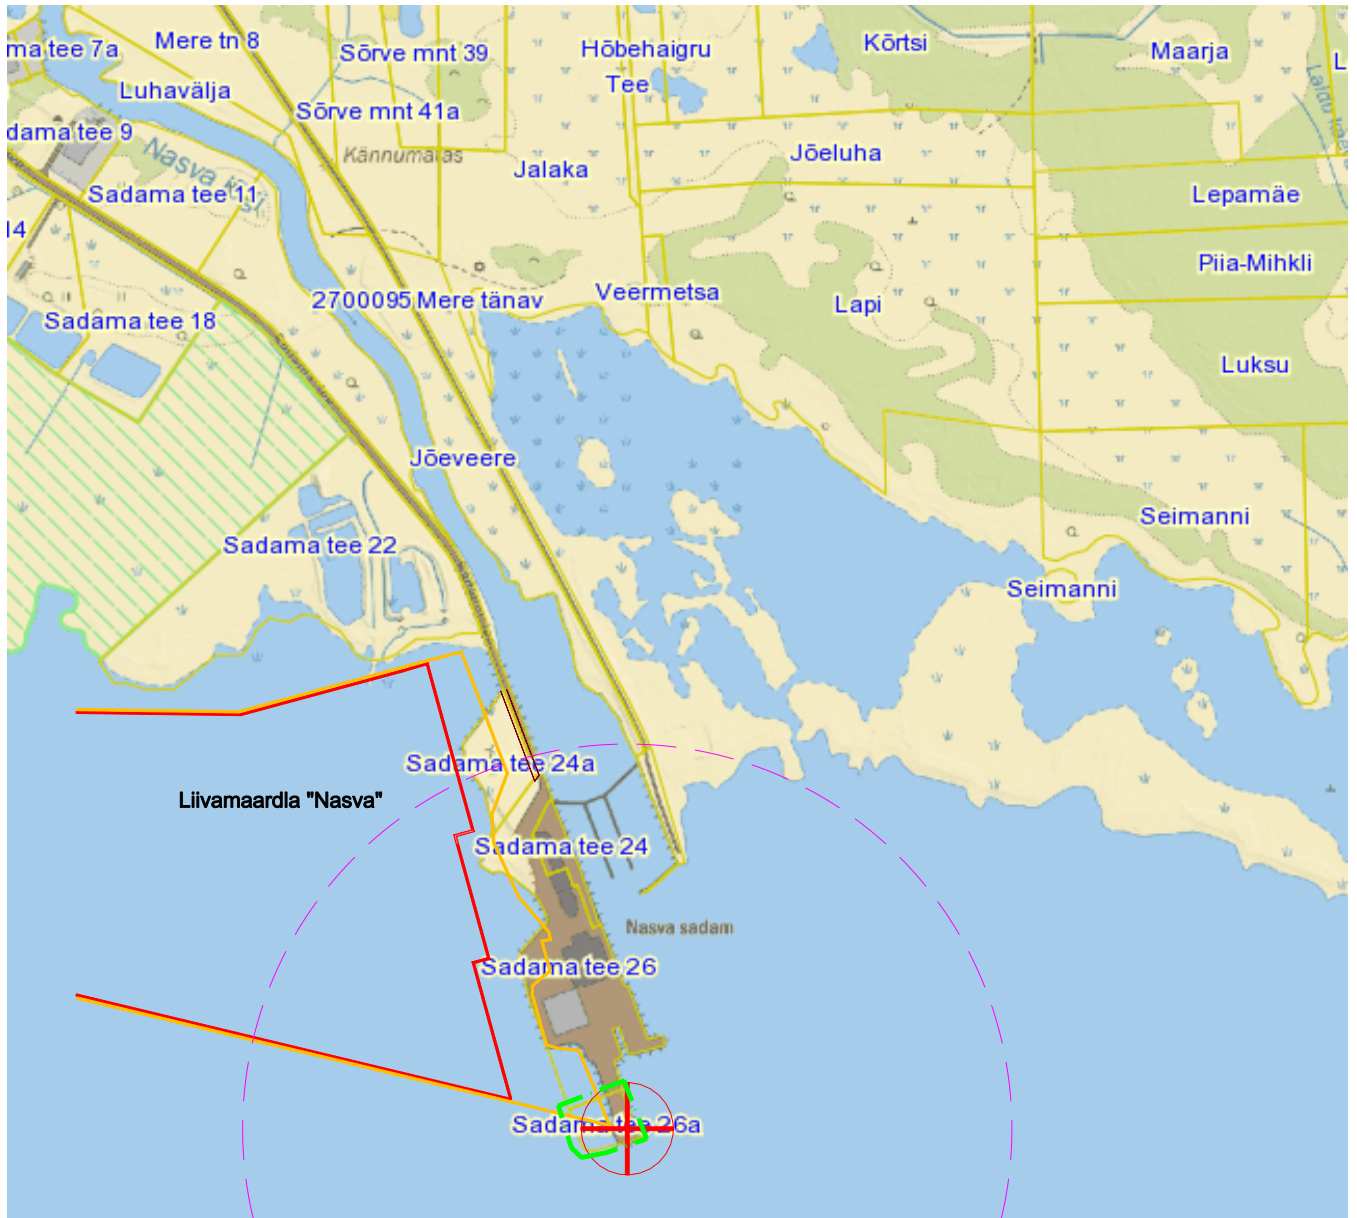 ma tee 7a
Mere tn 8
Sõrve mnt 39
Hõbehaigru
Tee
Kõrtsi
Maarja
L
Luhavälja
Sõrve mnt 41a
dama tee 9
Nasva jõgi
Kännumatas
Jalaka
Jõeluha
Sadama tee 11
Lepamäe
14
Piia-Mihkli
2700095 Mere tänav
Veermetsa
Lapi
Sadama tee 18
Luksu
Jõeveere
Seimanni
Sadama tee 22
Seimanni
Sadama tee 24a
Liivamaardla "Nasva"
Sadama tee 24
Nasva sadam
Sadama tee 26
Sadama tee 26a